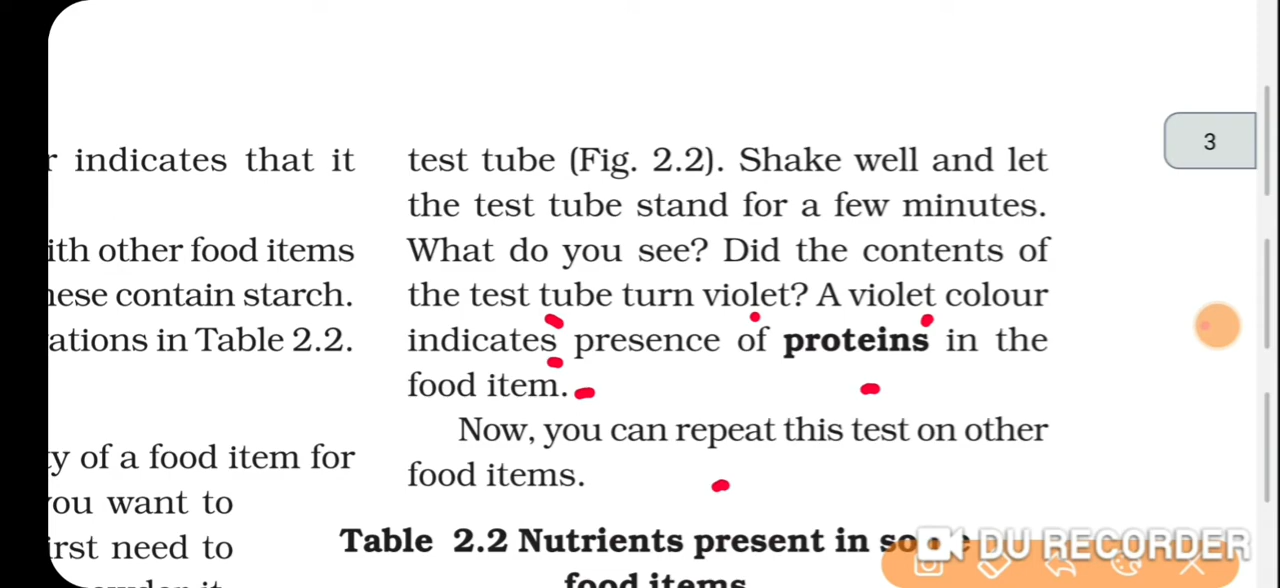 indicates that it
ith other food items
hese contain starch.
ations in Table 2.2.
y of a food item for
you want to
irst need to
test tube (Fig. 2.2). Shake well and let
the test tube stand for a few minutes.
What do you see? Did the contents of
the test tube turn violet? A violet colour
indicates presence of proteins in the
food item.
Now, you can repeat this test on other
food items.
Table 2.2 Nutrients present in some
food items
3
DU RECORDER